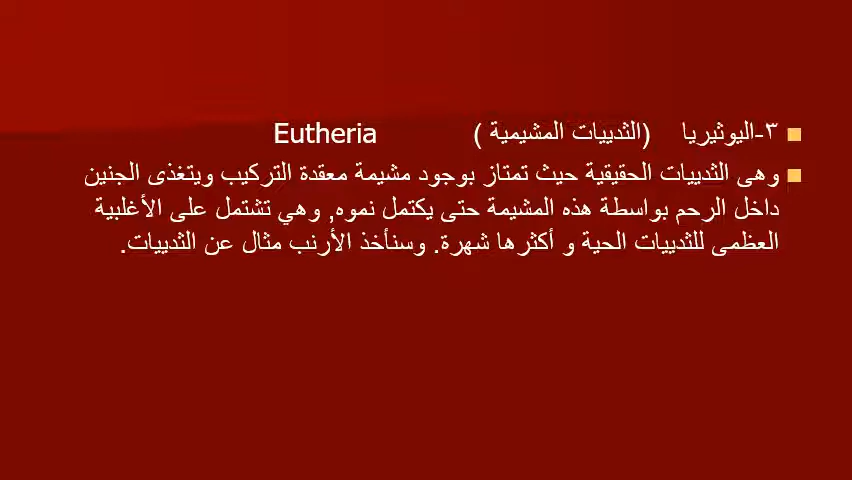 ٣-اليوثيريا (الثدييات المشيمية ) Eutheria
وهى الثدييات الحقيقية حيث تمتاز بوجود مشيمة معقدة التركيب ويتغذى الجنين
داخل الرحم بواسطة هذه المشيمة حتى يكتمل نموه, وهي تشتمل على الأغلبية
العظمى للثدييات الحية و أكثرها شهرة. وسنأخذ الأرنب مثال عن الثدييات.